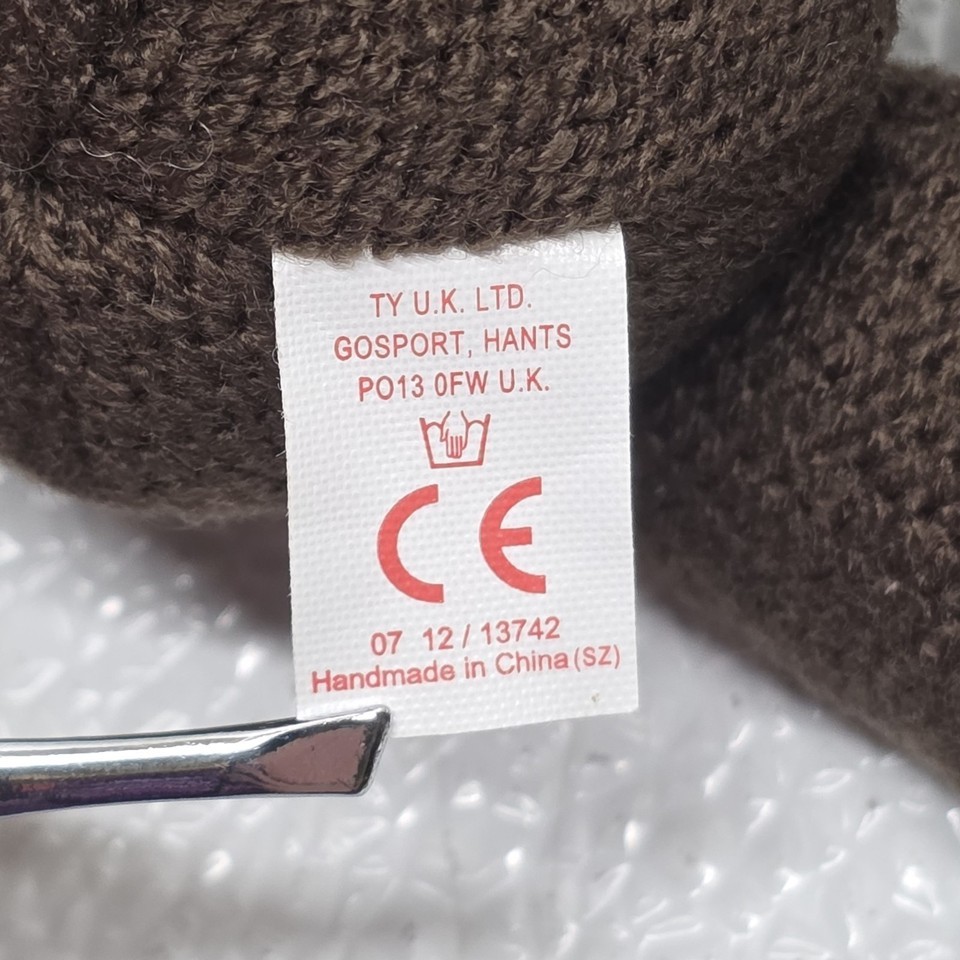 TY U.K. LTD.
GOSPORT, HANTS
PO13 0FW U.K.
CE
07 12 / 13742
Handmade in China (SZ)